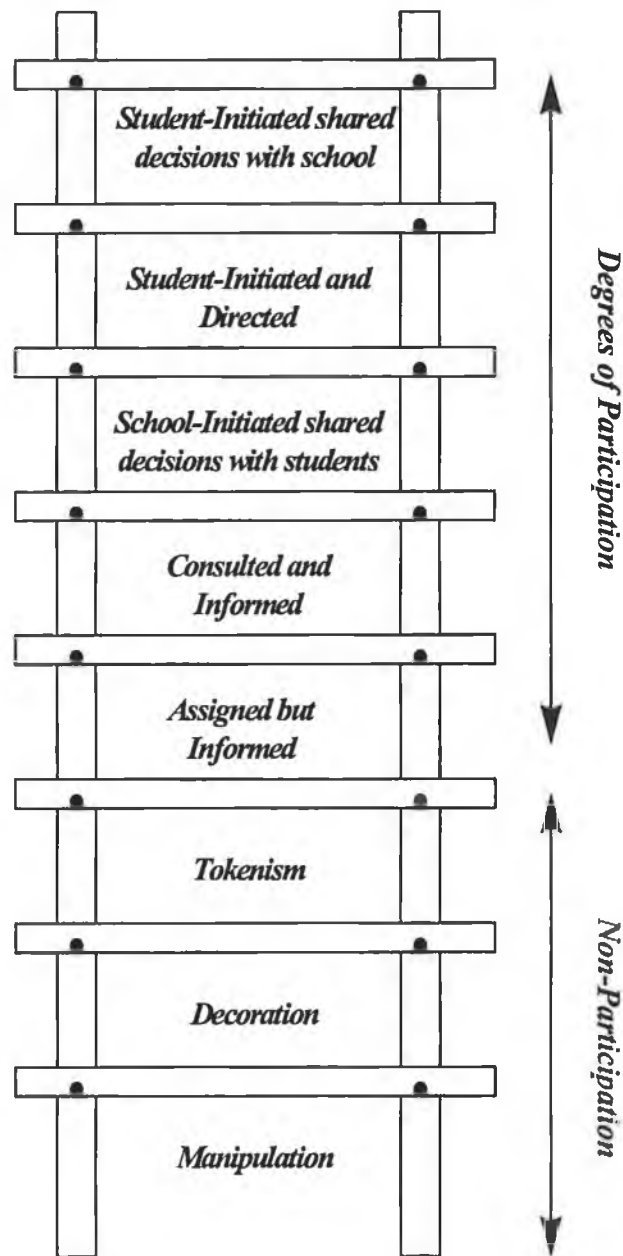 Student-Initiated shared
decisions with school
Student-Initiated and
Directed
School-Initiated shared
decisions with students
Consulted and
Informed
Assigned but
Informed
Tokenism
Decoration
Manipulation
Degrees of Participation
Non-Participation